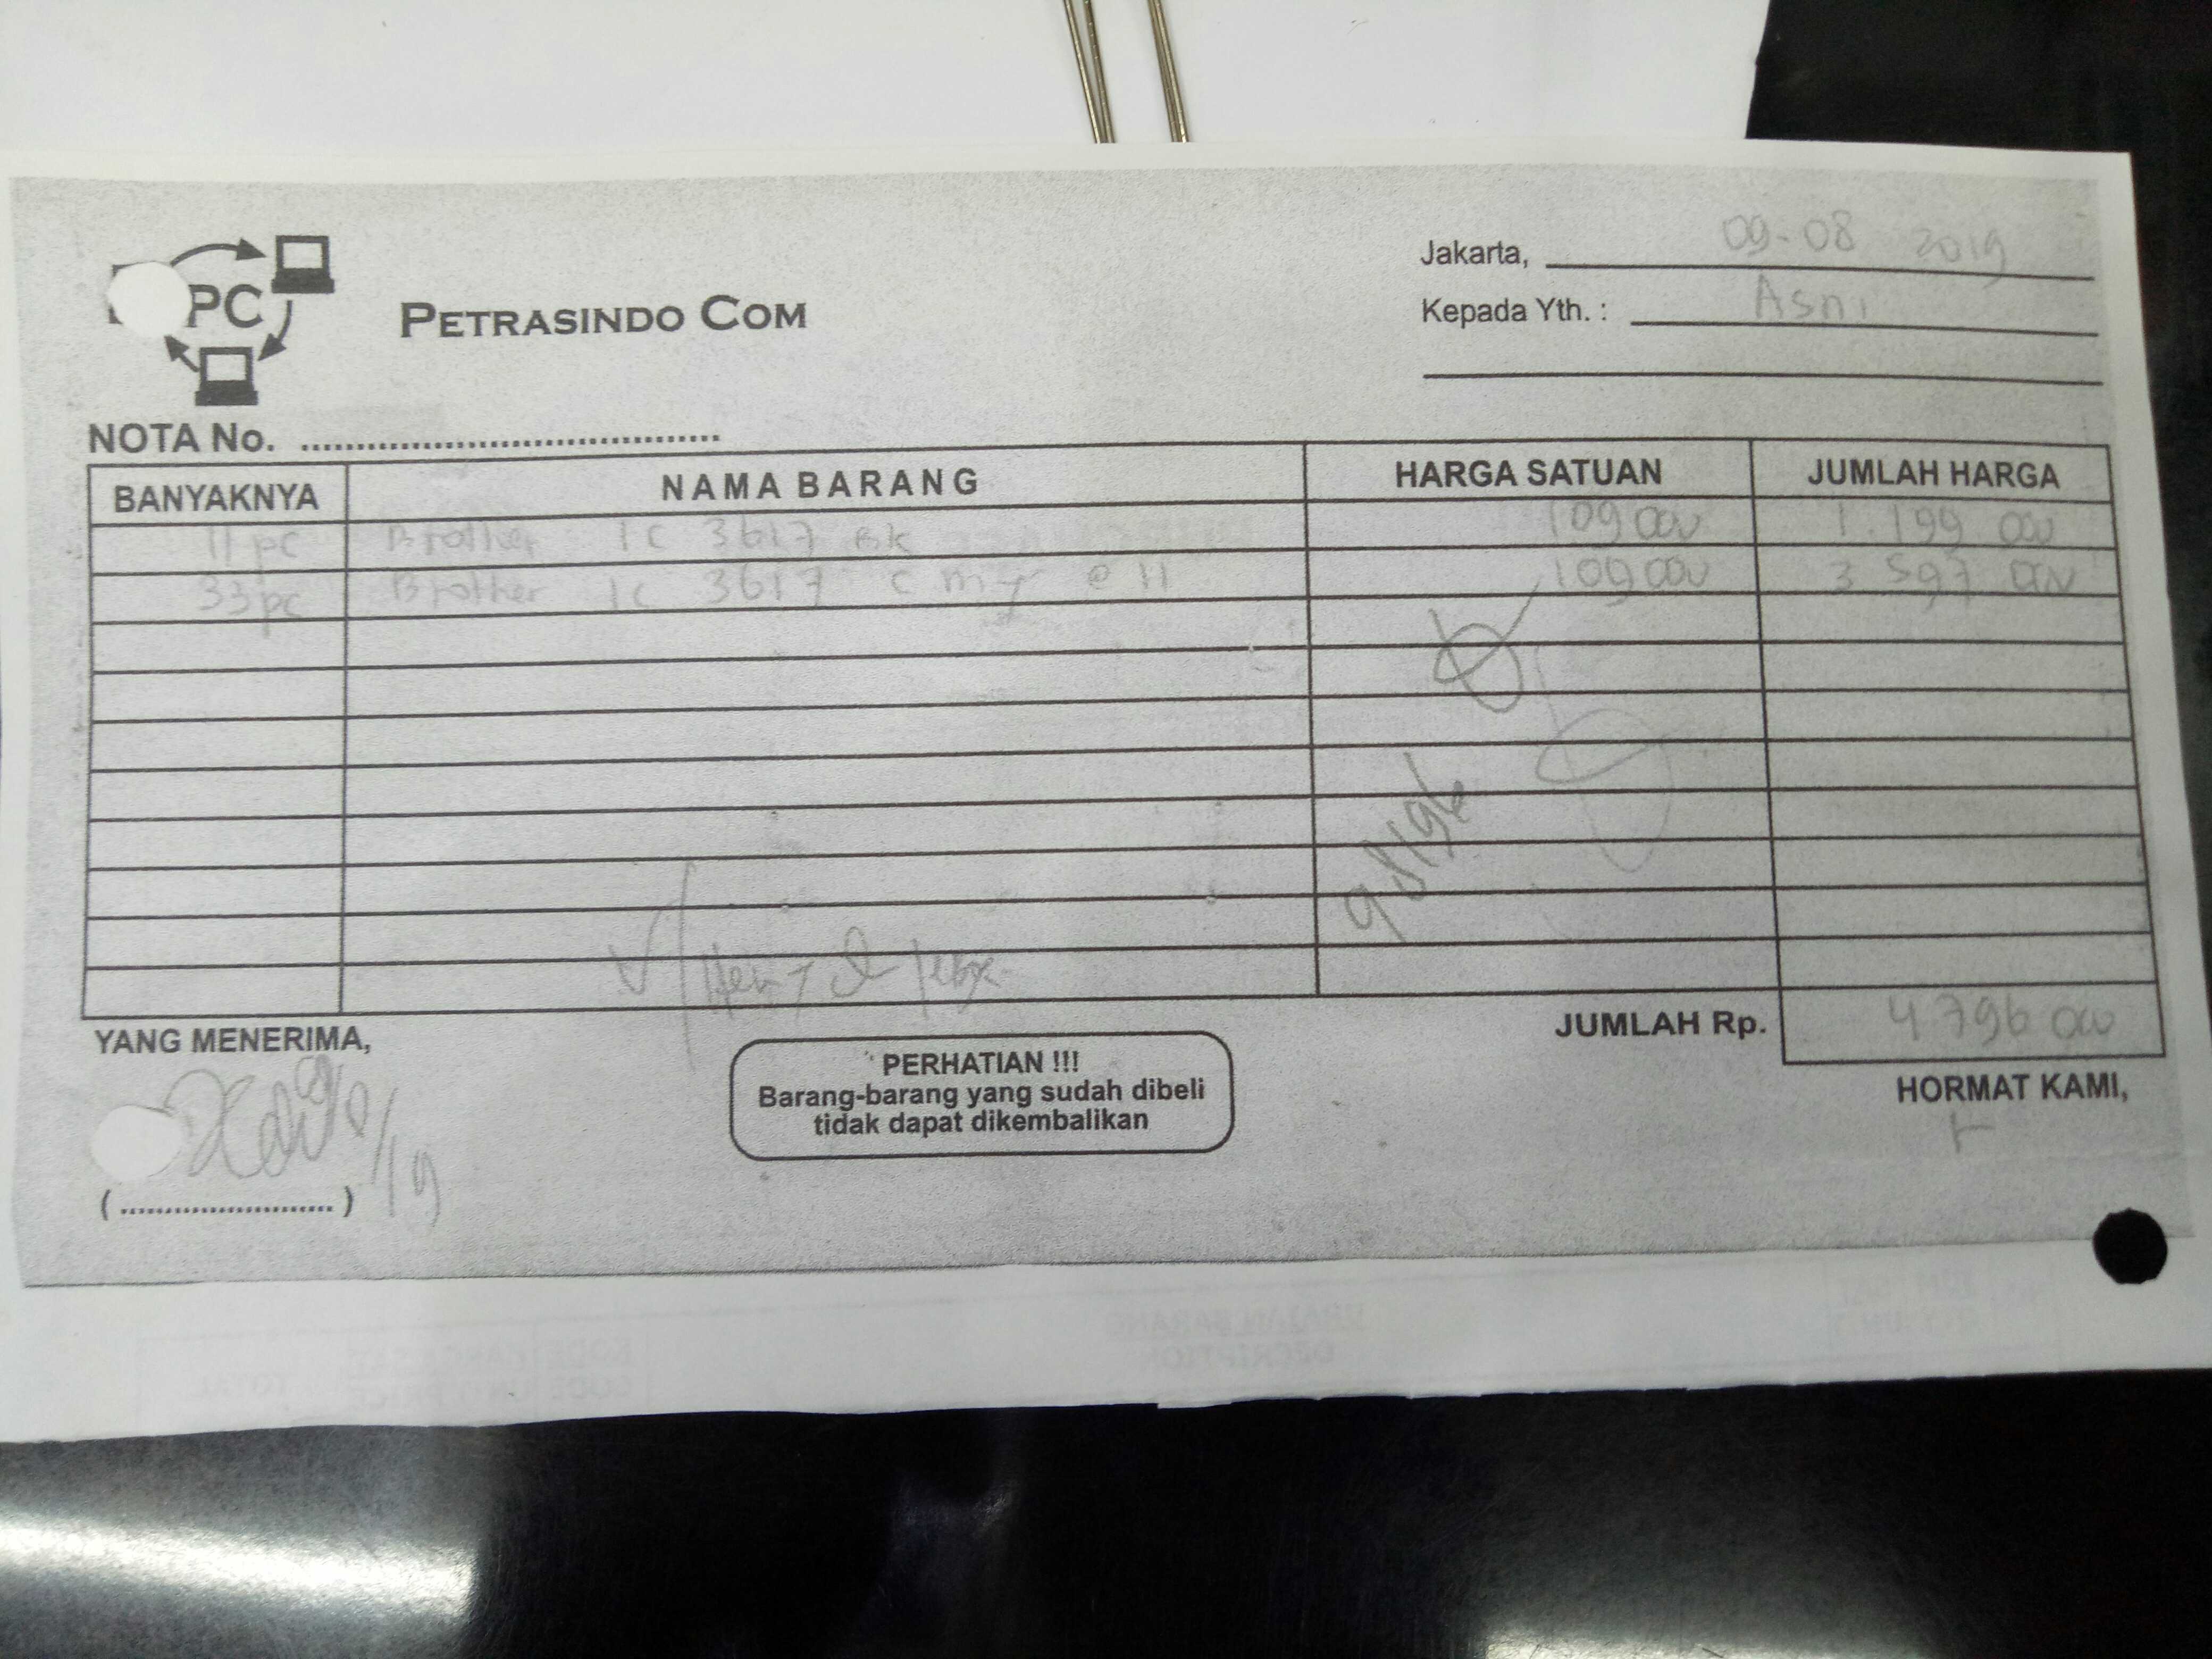 PC
PETRASINDO COM
Jakarta, 09-08 2019
Kepada Yth. : Asni
NOTA No. ......................................
BANYAKNYA NAMA BARANG HARGA SATUAN JUMLAH HARGA
11 pc Brother lc 3617 BK 109 000 1.199 000
33 pc Brother lc 3617 c m y @ 11 109 000 3 597 000
JUMLAH Rp. 4 796 000
YANG MENERIMA,
PERHATIAN !!!
Barang-barang yang sudah dibeli
tidak dapat dikembalikan
HORMAT KAMI,
(........................)